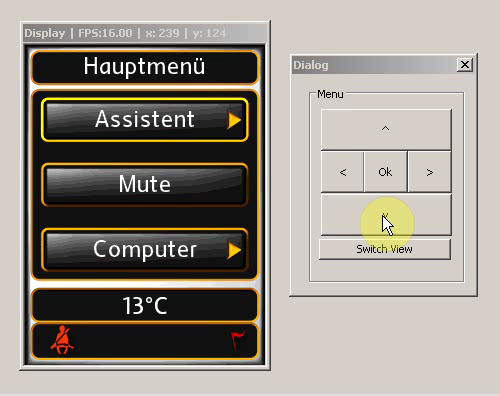 Display | FPS:16.00 | x: 239 | y: 124
Hauptmenü
Assistent
Mute
Computer
13°C
Dialog
Menu
^
< Ok >
Switch View